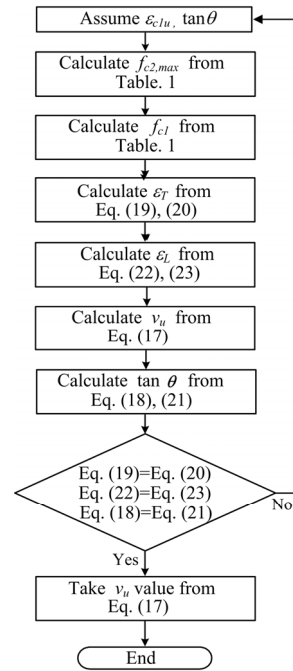 Assume εc1u, tanθ
Calculate fc2,max from
Table. 1
Calculate fc1 from
Table. 1
Calculate εT from
Eq. (19), (20)
Calculate εL from
Eq. (22), (23)
Calculate vu from
Eq. (17)
Calculate tan θ from
Eq. (18), (21)
Eq. (19)=Eq. (20)
Eq. (22)=Eq. (23)
Eq. (18)=Eq. (21)
No
Yes
Take vu value from
Eq. (17)
End